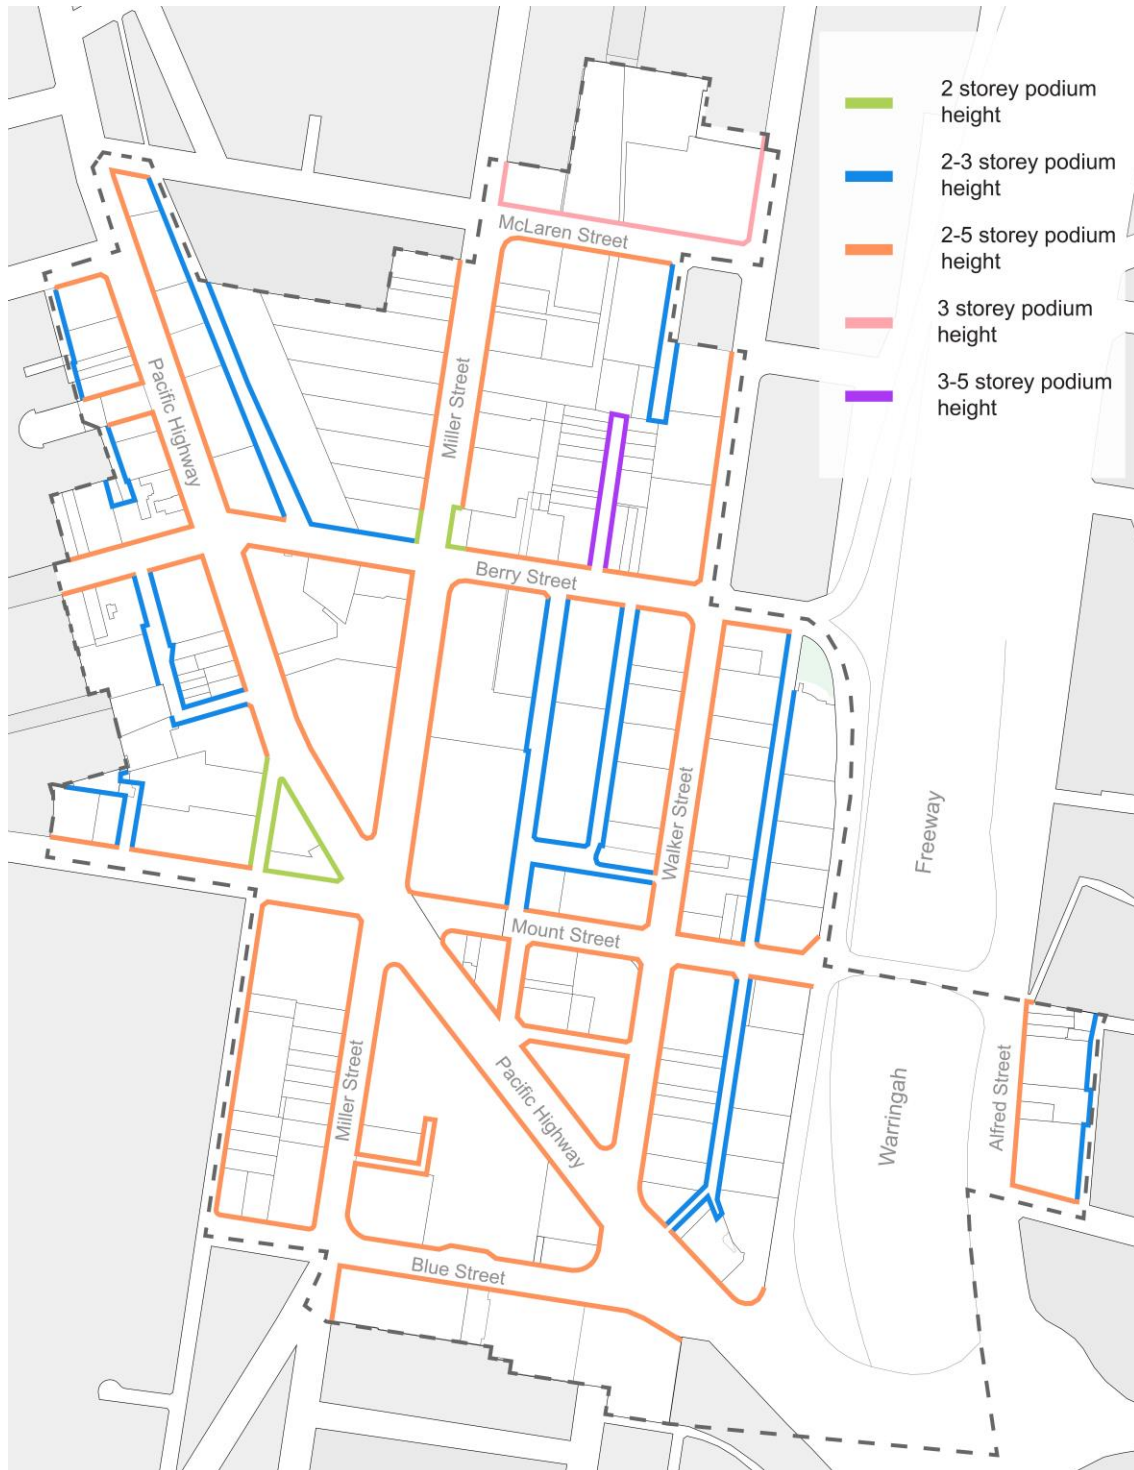 2 storey podium
height
2-3 storey podium
height
2-5 storey podium
height
3 storey podium
height
3-5 storey podium
height
McLaren Street
Pacific Highway
Miller Street
Berry Street
Walker Street
Freeway
Mount Street
Miller Street
Pacific Highway
Warringah
Alfred Street
Blue Street